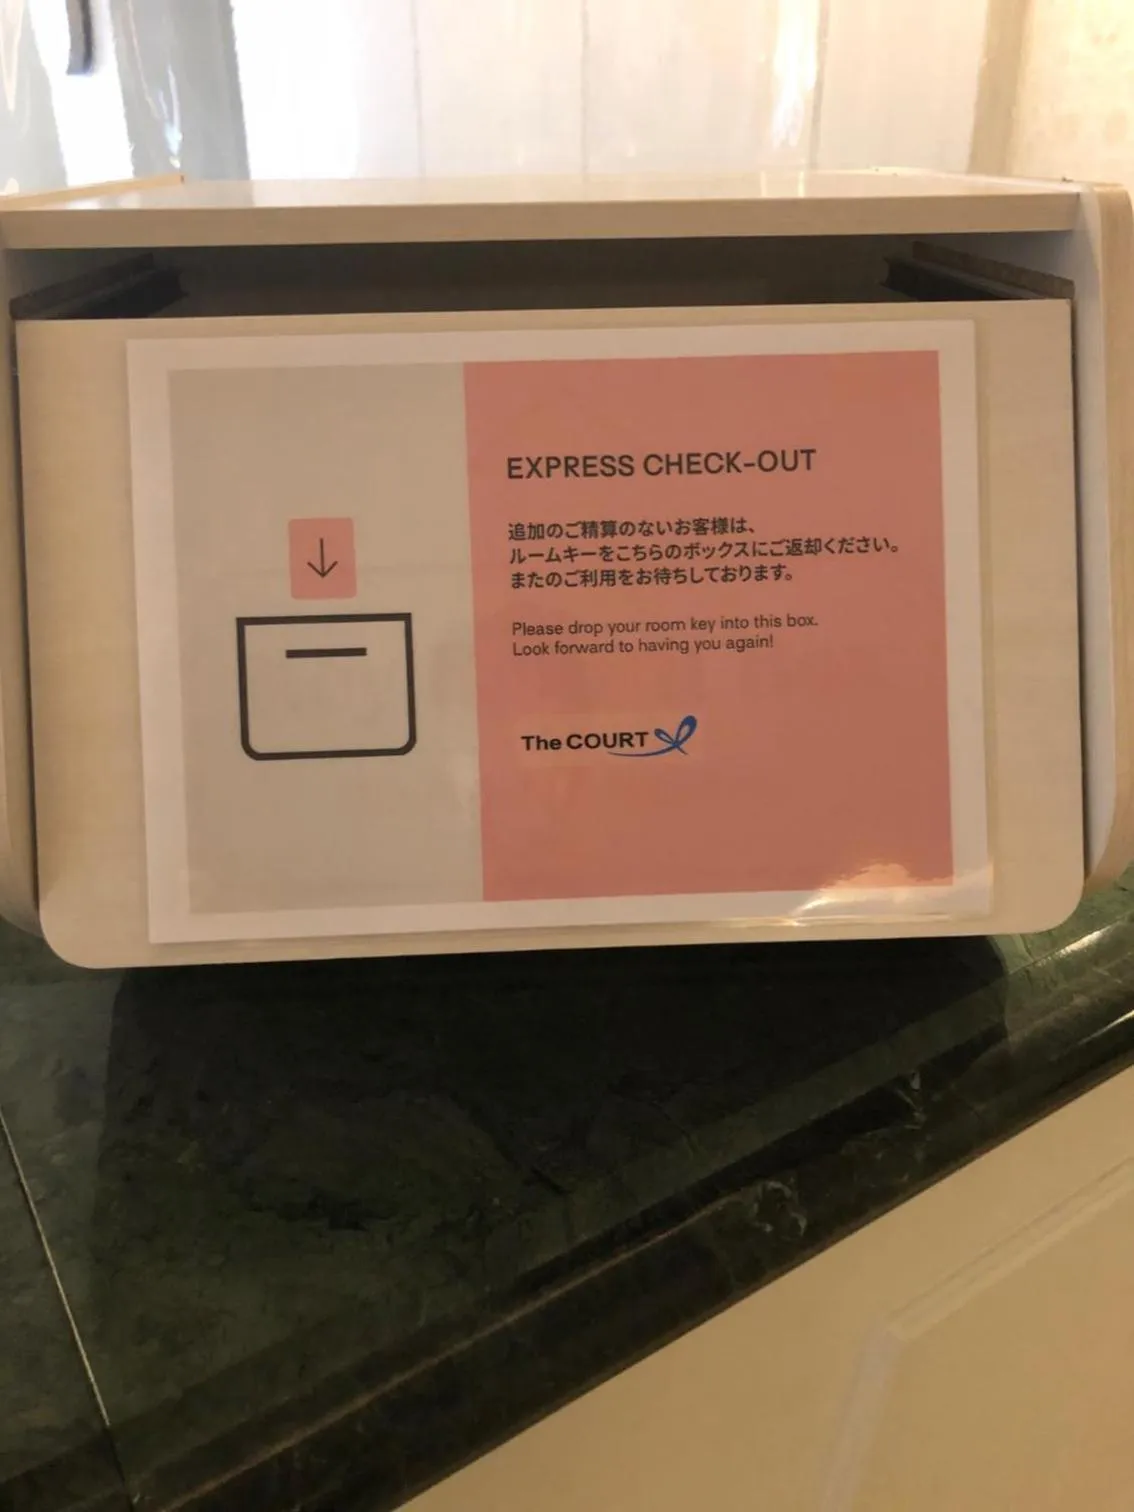 EXPRESS CHECK-OUT
追加のご精算のないお客様は、
ルームキーをこちらのボックスにご返却ください。
またのご利用をお待ちしております。
Please drop your room key into this box.
Look forward to having you again!
The COURT